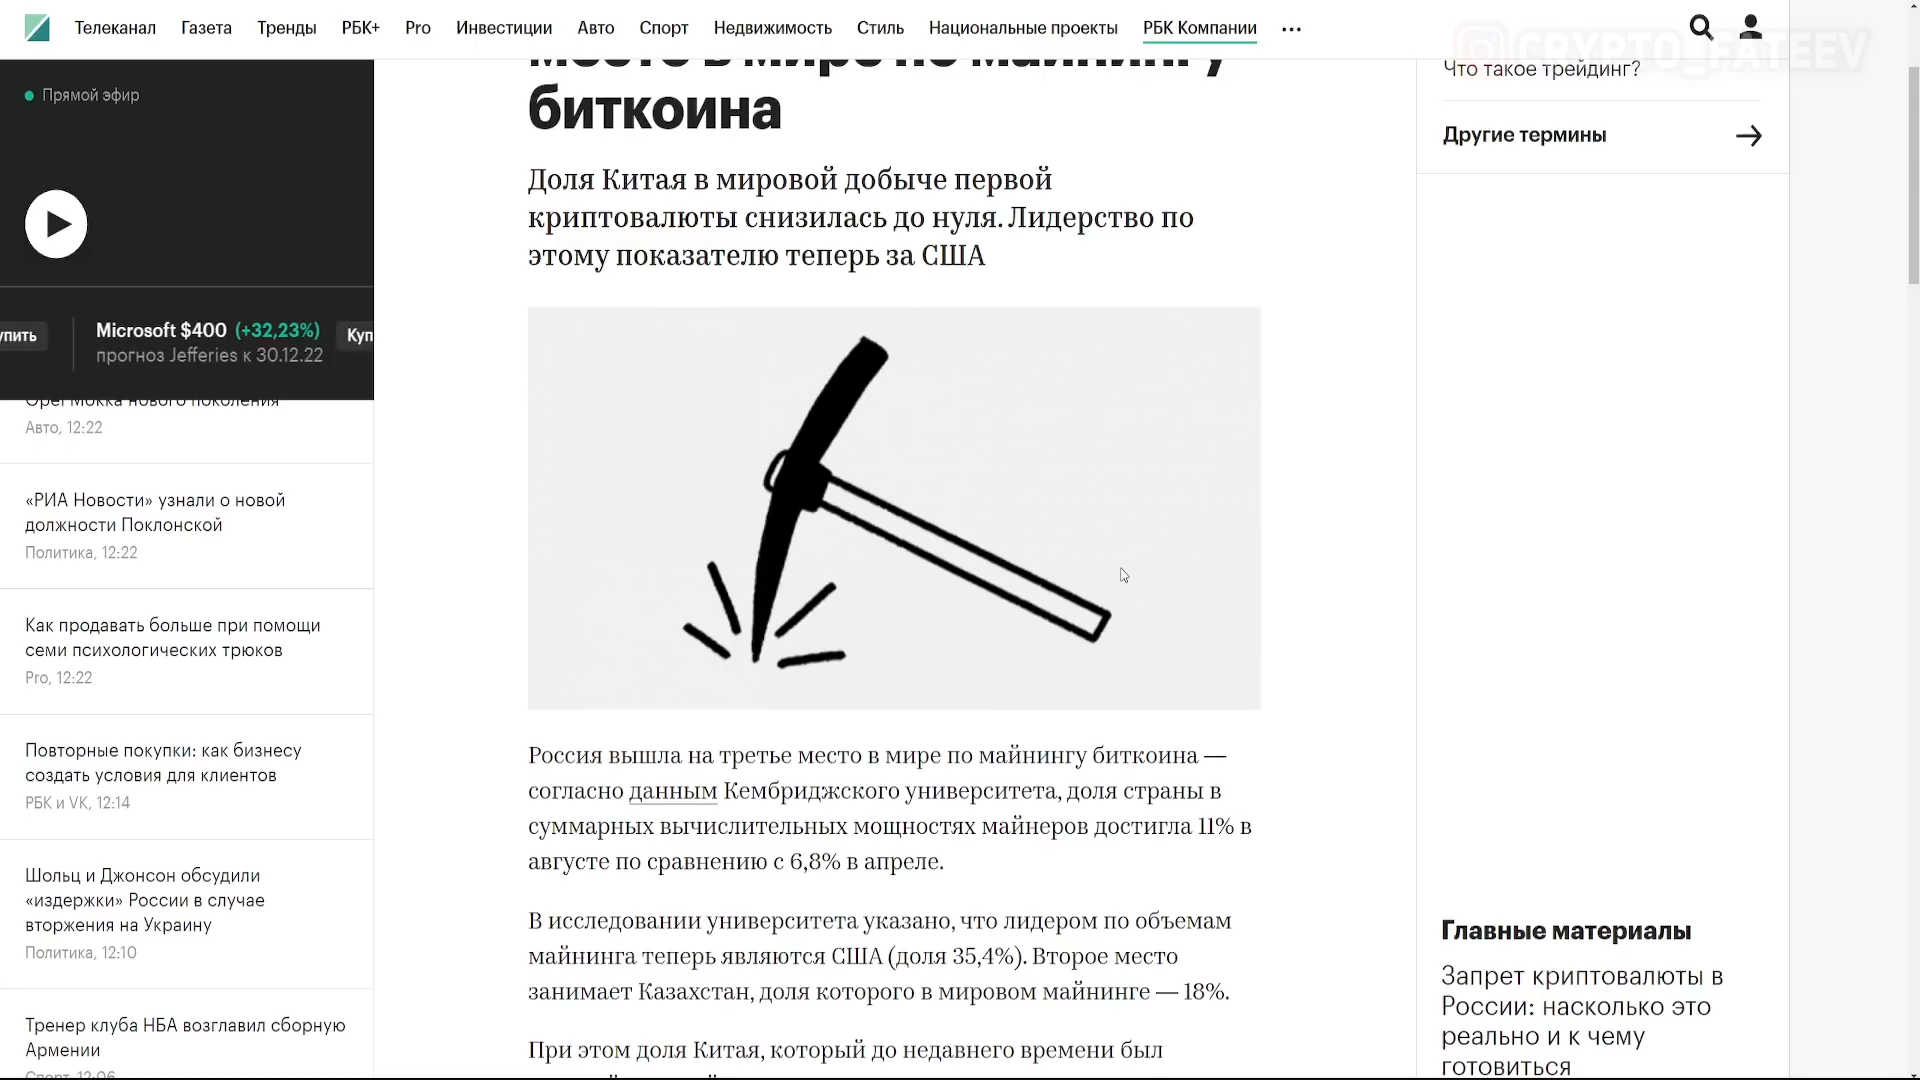 Телеканал Газета Тренды РБК+ Pro Инвестиции Авто Спорт Недвижимость Стиль Национальные проекты РБК Компании ...
CRYPTO_FATEEV
Прямой эфир
упить
Microsoft $400 (+32,23%)
прогноз Jefferies к 30.12.22
Куп
Opel Mokka нового поколения
Авто, 12:22
«РИА Новости» узнали о новой
должности Поклонской
Политика, 12:22
Как продавать больше при помощи
семи психологических трюков
Pro, 12:22
Повторные покупки: как бизнесу
создать условия для клиентов
РБК и VK, 12:14
Шольц и Джонсон обсудили
«издержки» России в случае
вторжения на Украину
Политика, 12:10
Тренер клуба НБА возглавил сборную
Армении
Спорт, 12:06
место в мире по майнингу
биткоина
Доля Китая в мировой добыче первой
криптовалюты снизилась до нуля. Лидерство по
этому показателю теперь за США
Россия вышла на третье место в мире по майнингу биткоина —
согласно данным Кембриджского университета, доля страны в
суммарных вычислительных мощностях майнеров достигла 11% в
августе по сравнению с 6,8% в апреле.
В исследовании университета указано, что лидером по объемам
майнинга теперь являются США (доля 35,4%). Второе место
занимает Казахстан, доля которого в мировом майнинге — 18%.
При этом доля Китая, который до недавнего времени был
Что такое трейдинг?
Другие термины
Главные материалы
Запрет криптовалюты в
России: насколько это
реально и к чему
готовиться